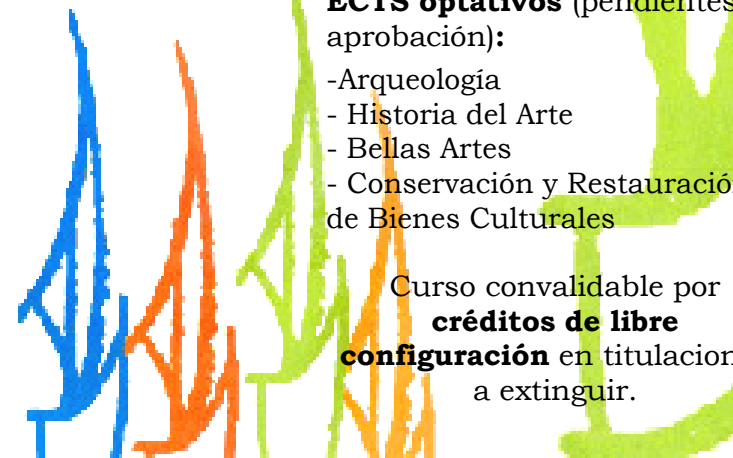 ECTS optativos (pendientes
aprobación):
-Arqueología
- Historia del Arte
- Bellas Artes
- Conservación y Restauración
de Bienes Culturales
Curso convalidable por
créditos de libre
configuración en titulacion
a extinguir.